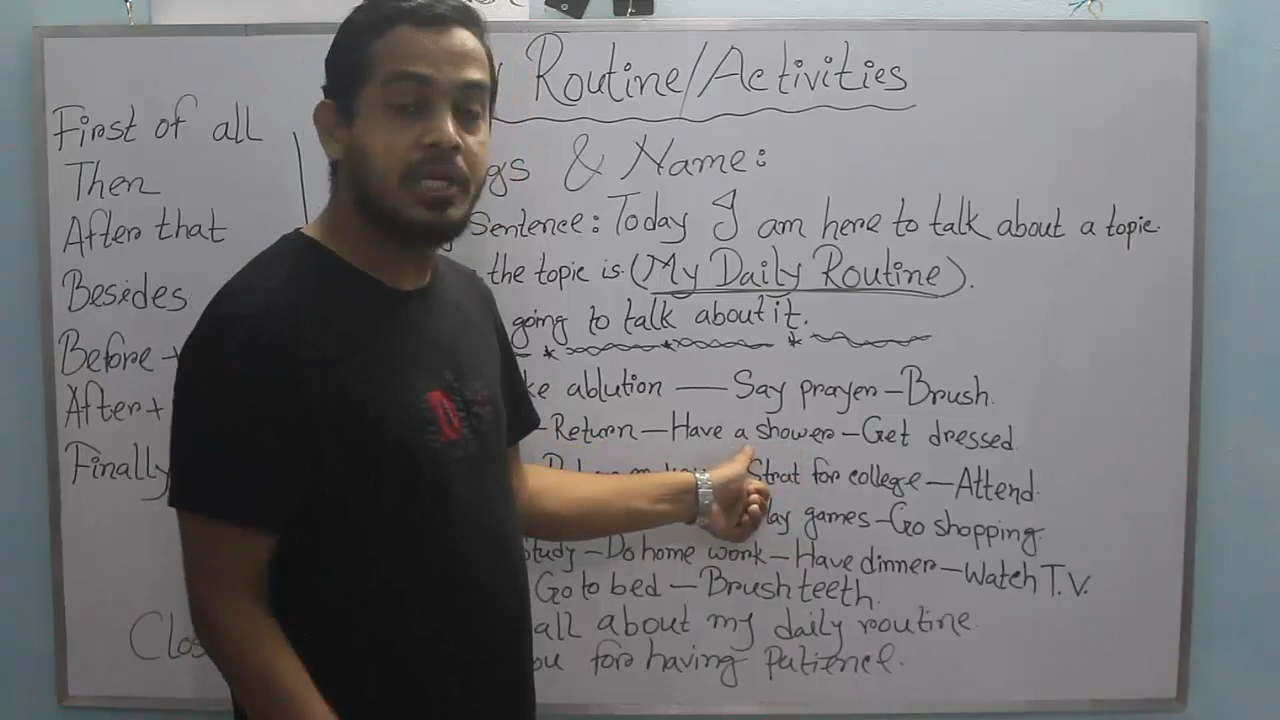 Routine/Activities
First of all
Then
After that
Besides
Before +
After +
Finally
gs & Name:
Sentence: Today I am here to talk about a topic.
the topic is (My Daily Routine).
going to talk about it.
ke ablution — Say prayer – Brush.
– Return — Have a shower – Get dressed.
Strat for college – Attend.
lay games – Go shopping
study – Do home work – Have dinner – Watch T.V.
Go to bed – Brush teeth.
Clos all about my daily routine
ou for having Patience.